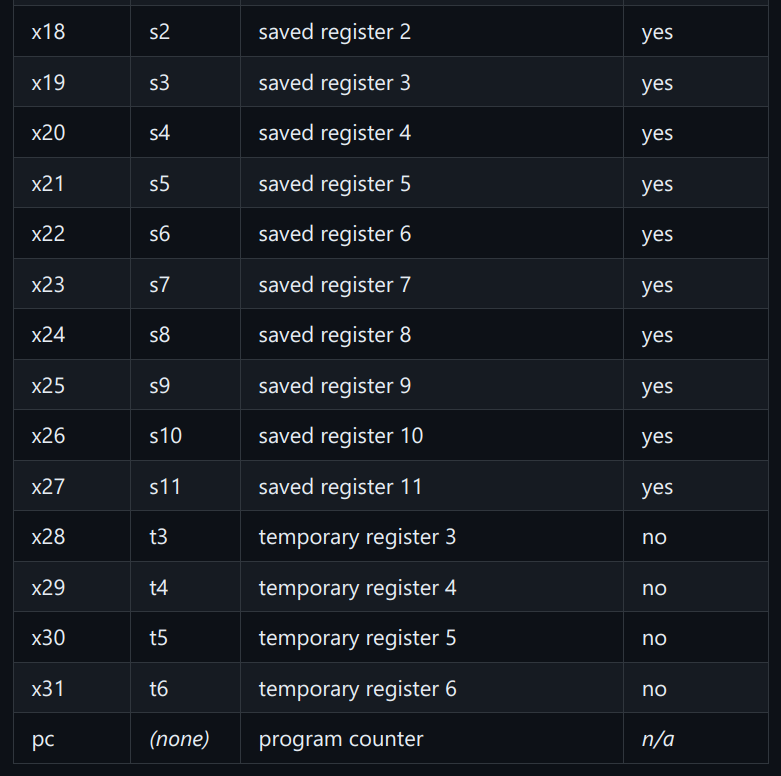 x18 s2 saved register 2 yes
x19 s3 saved register 3 yes
x20 s4 saved register 4 yes
x21 s5 saved register 5 yes
x22 s6 saved register 6 yes
x23 s7 saved register 7 yes
x24 s8 saved register 8 yes
x25 s9 saved register 9 yes
x26 s10 saved register 10 yes
x27 s11 saved register 11 yes
x28 t3 temporary register 3 no
x29 t4 temporary register 4 no
x30 t5 temporary register 5 no
x31 t6 temporary register 6 no
pc (none) program counter n/a